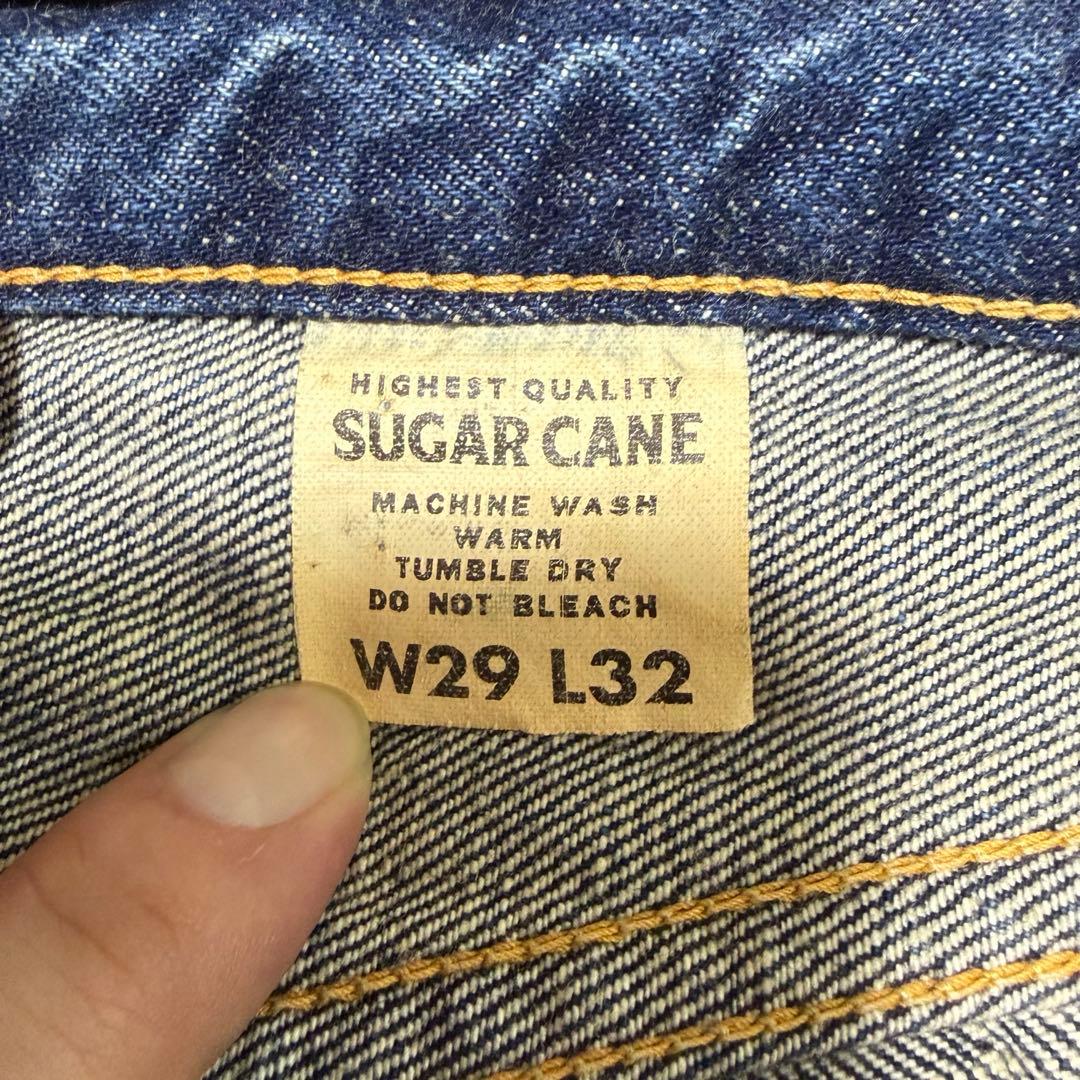 HIGHEST QUALITY
SUGAR CANE
MACHINE WASH
WARM
TUMBLE DRY
DO NOT BLEACH
W29 L32